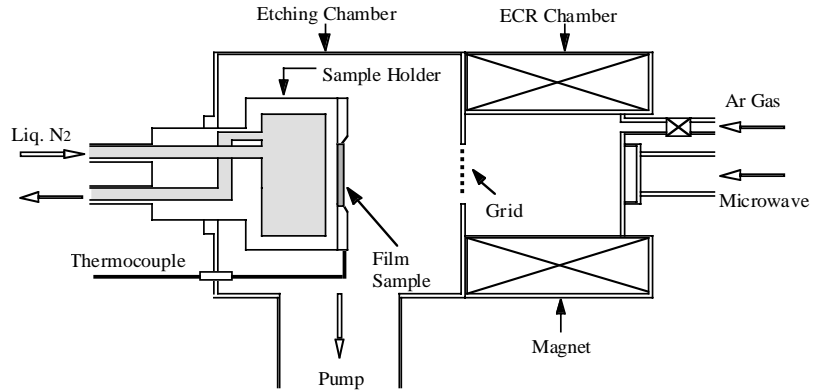 Etching Chamber
ECR Chamber
Sample Holder
Ar Gas
Liq. N2
Grid
Microwave
Thermocouple
Film
Sample
Magnet
Pump